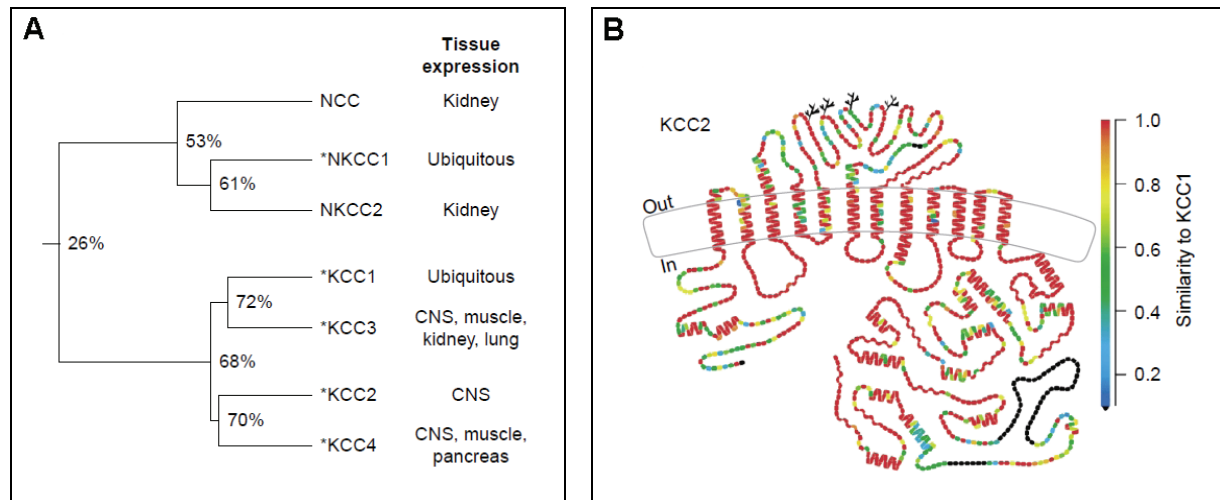 A
Tissue
expression
NCC Kidney
53%
*NKCC1 Ubiquitous
61%
NKCC2 Kidney
26%
*KCC1 Ubiquitous
72%
*KCC3 CNS, muscle,
kidney, lung
68%
*KCC2 CNS
70%
*KCC4 CNS, muscle,
pancreas
B
KCC2
Out
In
1.0
0.8
0.6
0.4
0.2
Similarity to KCC1